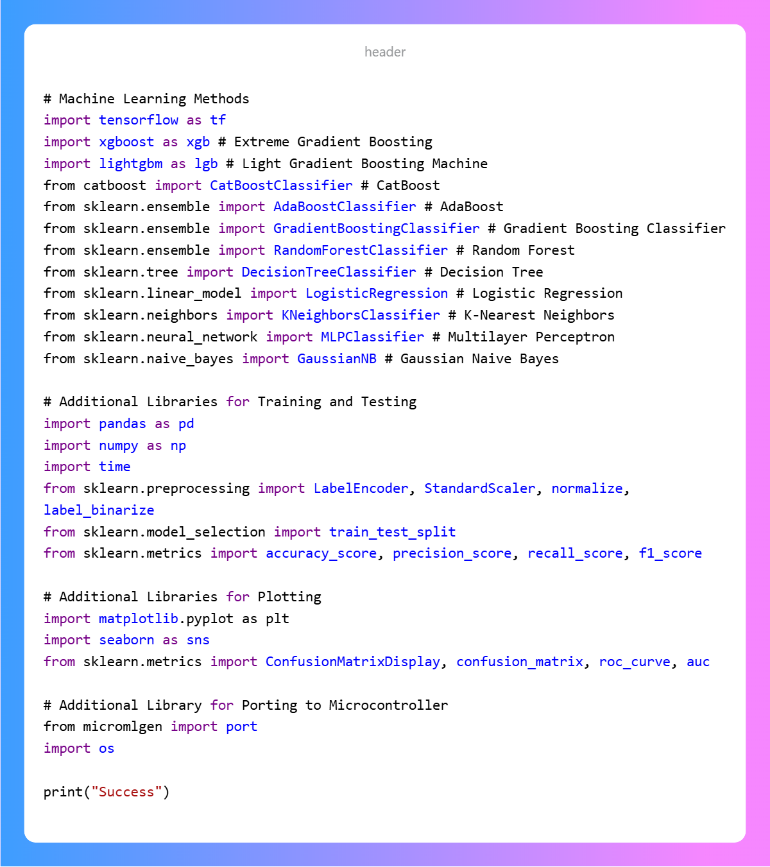 header
# Machine Learning Methods
import tensorflow as tf
import xgboost as xgb # Extreme Gradient Boosting
import lightgbm as lgb # Light Gradient Boosting Machine
from catboost import CatBoostClassifier # CatBoost
from sklearn.ensemble import AdaBoostClassifier # AdaBoost
from sklearn.ensemble import GradientBoostingClassifier # Gradient Boosting Classifier
from sklearn.ensemble import RandomForestClassifier # Random Forest
from sklearn.tree import DecisionTreeClassifier # Decision Tree
from sklearn.linear_model import LogisticRegression # Logistic Regression
from sklearn.neighbors import KNeighborsClassifier # K-Nearest Neighbors
from sklearn.neural_network import MLPClassifier # Multilayer Perceptron
from sklearn.naive_bayes import GaussianNB # Gaussian Naive Bayes
# Additional Libraries for Training and Testing
import pandas as pd
import numpy as np
import time
from sklearn.preprocessing import LabelEncoder, StandardScaler, normalize,
label_binarize
from sklearn.model_selection import train_test_split
from sklearn.metrics import accuracy_score, precision_score, recall_score, f1_score
# Additional Libraries for Plotting
import matplotlib.pyplot as plt
import seaborn as sns
from sklearn.metrics import ConfusionMatrixDisplay, confusion_matrix, roc_curve, auc
# Additional Library for Porting to Microcontroller
from micromlgen import port
import os
print("Success")